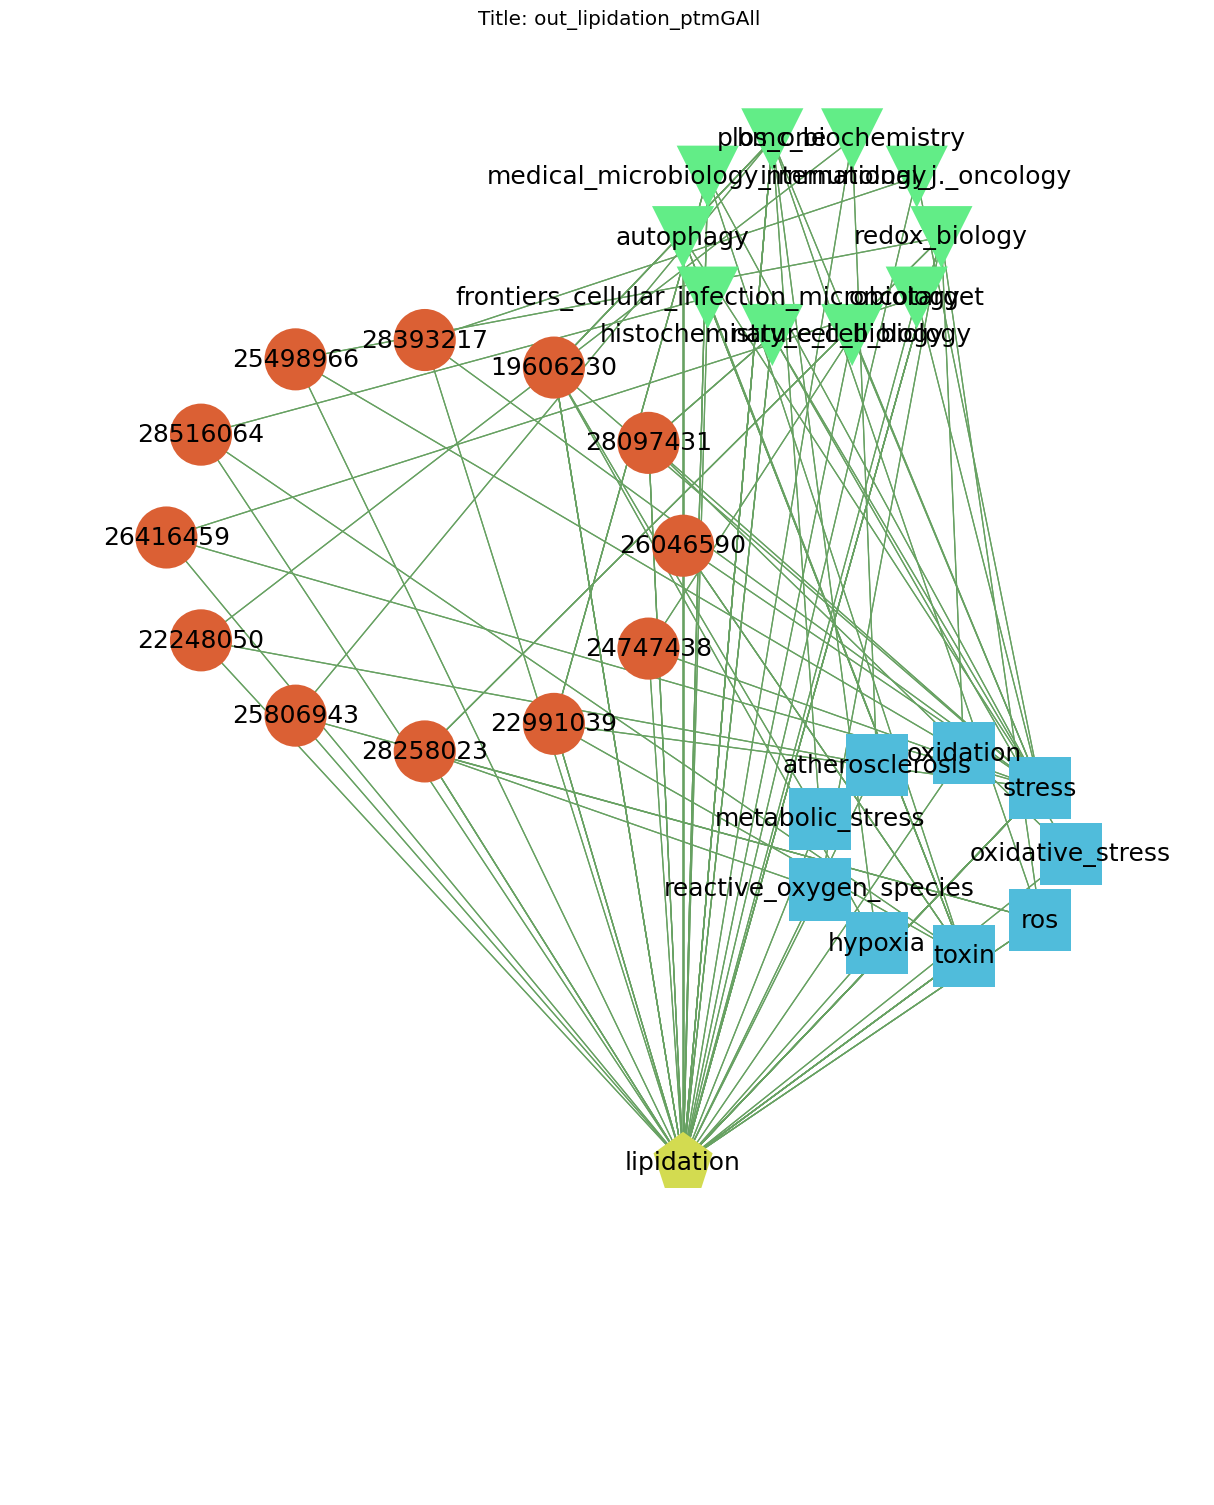 Title: out_lipidation_ptmGAll
plos_one
bmc_biochemistry
medical_microbiology_immunology
international_j._oncology
autophagy
redox_biology
frontiers_cellular_infection_microbiology
oncotarget
histochemistry_cell_biology
nature_cell_biology
28393217
25498966
19606230
28516064
28097431
26416459
26046590
22248050
24747438
25806943
22991039
28258023
oxidation
atherosclerosis
stress
metabolic_stress
oxidative_stress
reactive_oxygen_species
ros
hypoxia
toxin
lipidation